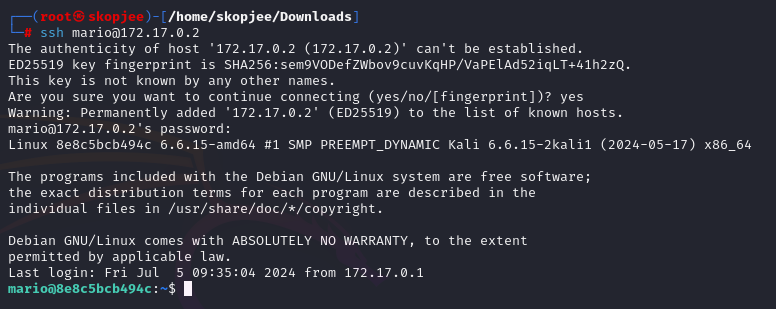 ┌──(root㉿skopjee)-[/home/skopjee/Downloads]
└─# ssh mario@172.17.0.2
The authenticity of host '172.17.0.2 (172.17.0.2)' can't be established.
ED25519 key fingerprint is SHA256:sem9VODefZWbov9cuvKqHP/VaPElAd52iqLT+41h2zQ.
This key is not known by any other names.
Are you sure you want to continue connecting (yes/no/[fingerprint])? yes
Warning: Permanently added '172.17.0.2' (ED25519) to the list of known hosts.
mario@172.17.0.2's password:
Linux 8e8c5bcb494c 6.6.15-amd64 #1 SMP PREEMPT_DYNAMIC Kali 6.6.15-2kali1 (2024-05-17) x86_64
The programs included with the Debian GNU/Linux system are free software;
the exact distribution terms for each program are described in the
individual files in /usr/share/doc/*/copyright.
Debian GNU/Linux comes with ABSOLUTELY NO WARRANTY, to the extent
permitted by applicable law.
Last login: Fri Jul  5 09:35:04 2024 from 172.17.0.1
mario@8e8c5bcb494c:~$